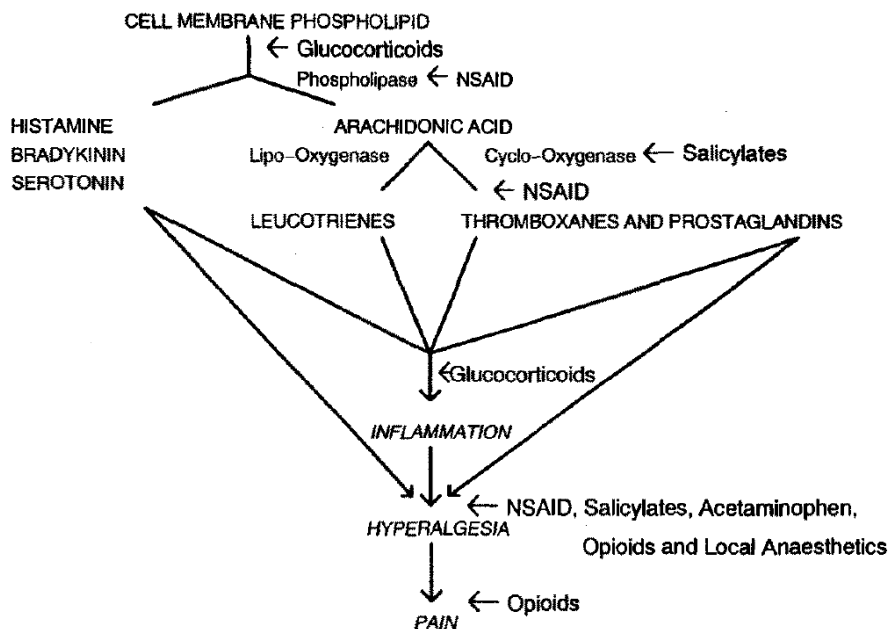 CELL MEMBRANE PHOSPHOLIPID
← Glucocorticoids
Phospholipase ← NSAID
HISTAMINE
BRADYKININ
SEROTONIN
ARACHIDONIC ACID
Lipo-Oxygenase
Cyclo-Oxygenase ← Salicylates
← NSAID
LEUCOTRIENES
THROMBOXANES AND PROSTAGLANDINS
←Glucocorticoids
INFLAMMATION
← NSAID, Salicylates, Acetaminophen,
HYPERALGESIA
Opioids and Local Anaesthetics
← Opioids
PAIN